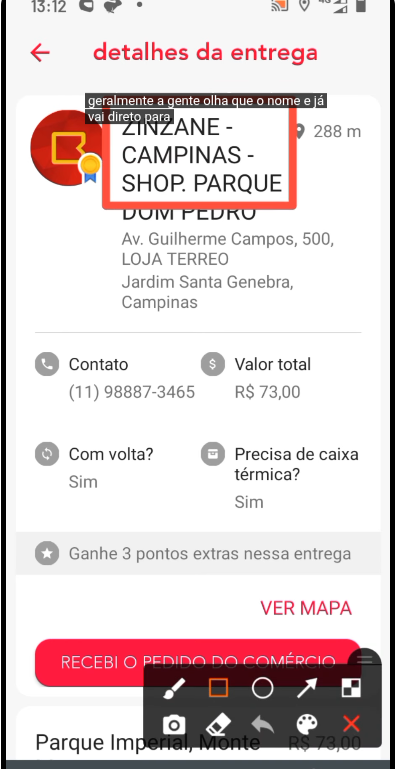 13:12
4G
detalhes da entrega
geralmente a gente olha que o nome e já
vai direto para
ZINZANE -
CAMPINAS -
SHOP. PARQUE
DOM PEDRO
288 m
Av. Guilherme Campos, 500,
LOJA TERREO
Jardim Santa Genebra,
Campinas
Contato
(11) 98887-3465
Valor total
R$ 73,00
Com volta?
Sim
Precisa de caixa
térmica?
Sim
Ganhe 3 pontos extras nessa entrega
VER MAPA
RECEBI O PEDIDO DO COMÉRCIO
Parque Imperial, Monte
R$ 73,00